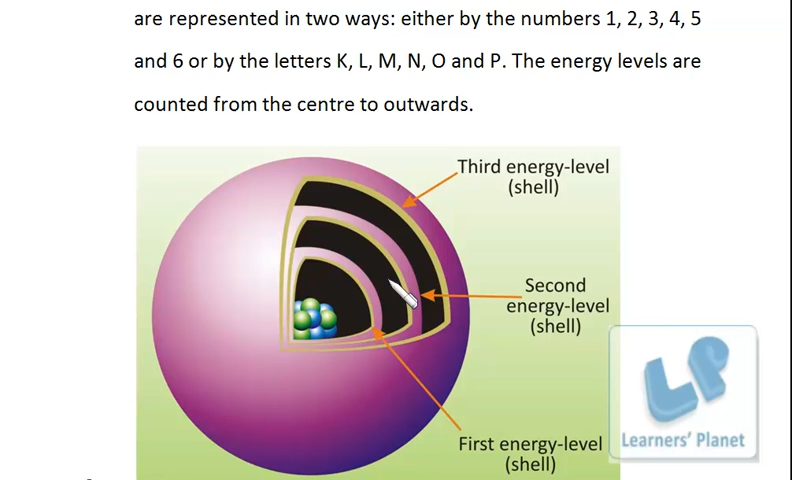 are represented in two ways: either by the numbers 1, 2, 3, 4, 5
and 6 or by the letters K, L, M, N, O and P. The energy levels are
counted from the centre to outwards.
Third energy-level
(shell)
Second
energy-level
(shell)
First energy-level
(shell)
LP
Learners' Planet